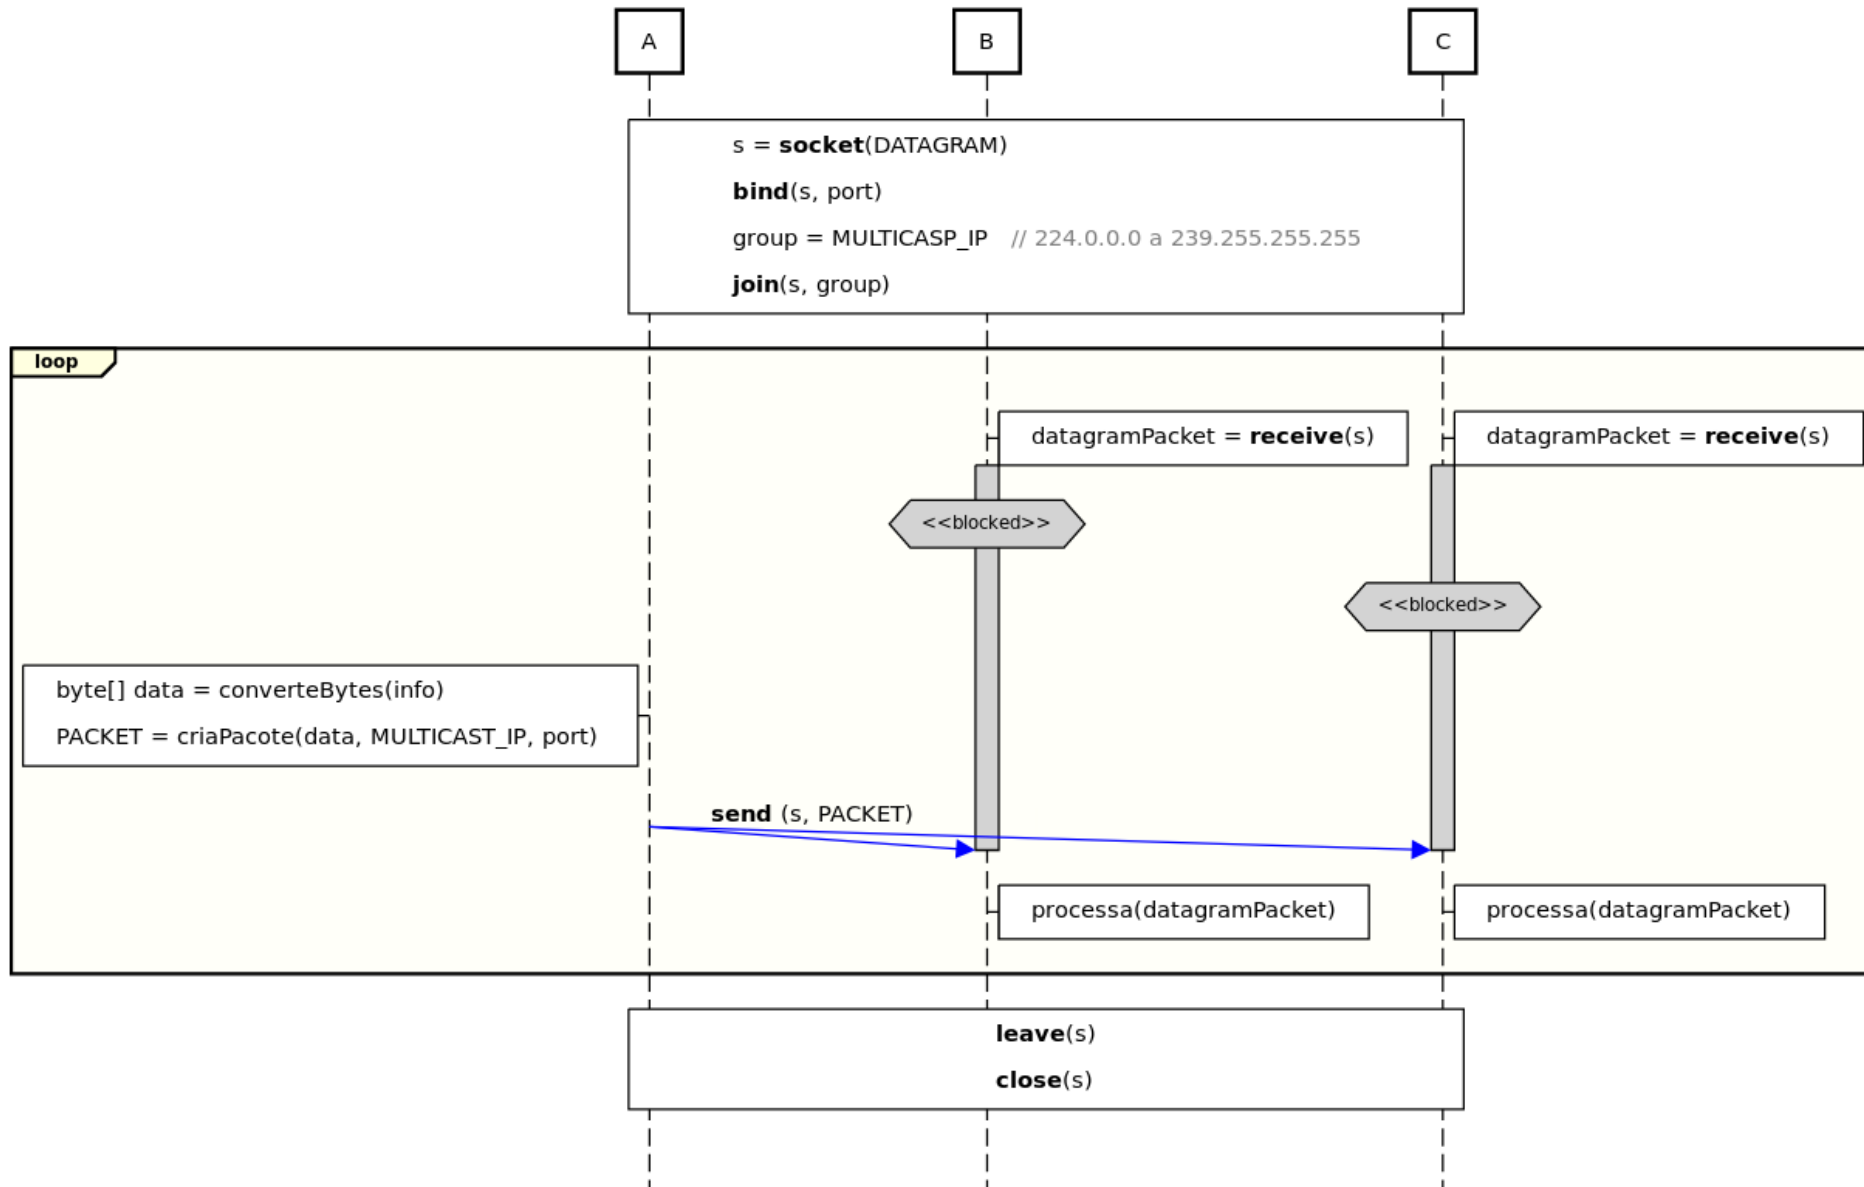 A
B
C
s = socket(DATAGRAM)
bind(s, port)
group = MULTICASP_IP // 224.0.0.0 a 239.255.255.255
join(s, group)
loop
datagramPacket = receive(s)
datagramPacket = receive(s)
<<blocked>>
<<blocked>>
byte[] data = converteBytes(info)
PACKET = criaPacote(data, MULTICAST_IP, port)
send (s, PACKET)
processa(datagramPacket)
processa(datagramPacket)
leave(s)
close(s)